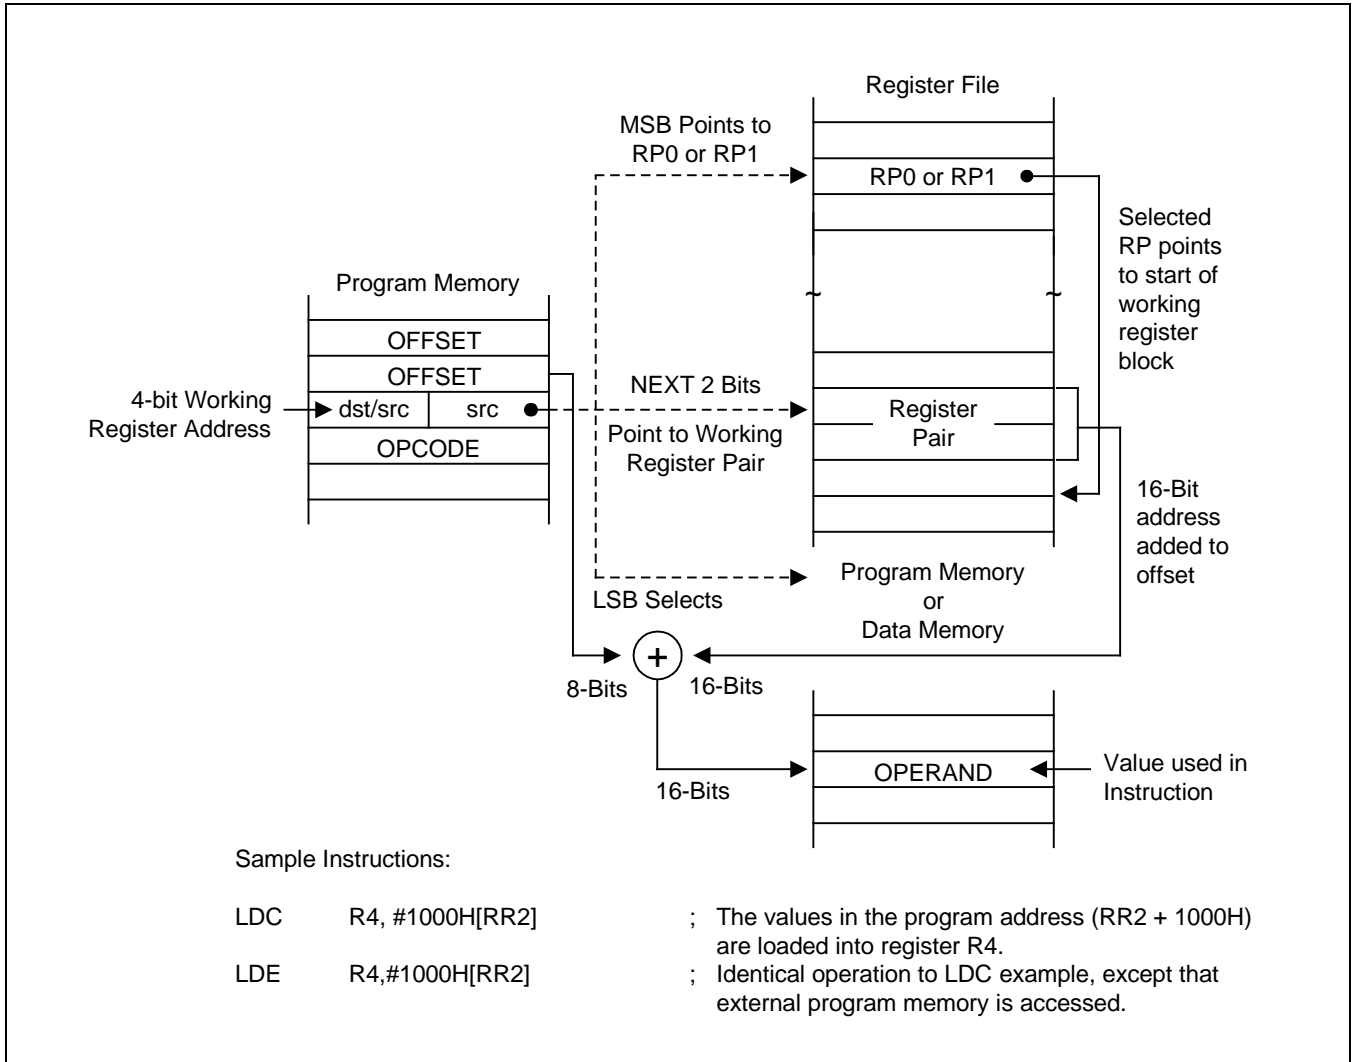 Register File
MSB Points to
RP0 or RP1
RP0 or RP1
Selected
RP points
to start of
working
register
block
Program Memory
OFFSET
OFFSET
4-bit Working
Register Address
dst/src
src
OPCODE
NEXT 2 Bits
Point to Working
Register Pair
Register
Pair
16-Bit
address
added to
offset
LSB Selects
Program Memory
or
Data Memory
+
8-Bits
16-Bits
16-Bits
OPERAND
Value used in
Instruction
Sample Instructions:
LDC R4, #1000H[RR2] ; The values in the program address (RR2 + 1000H)
are loaded into register R4.
LDE R4,#1000H[RR2] ; Identical operation to LDC example, except that
external program memory is accessed.